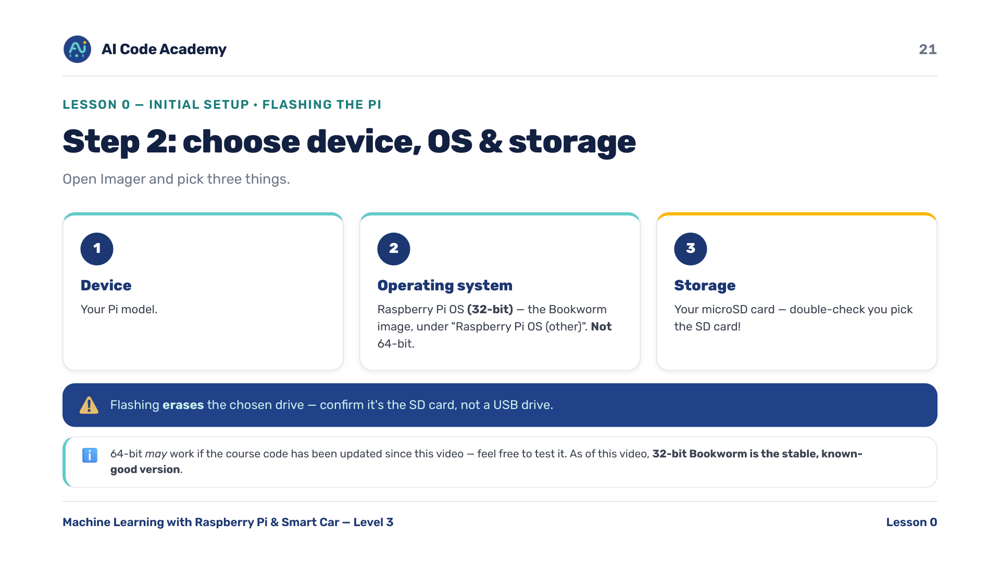 AI Code Academy
21
LESSON 0 — INITIAL SETUP · FLASHING THE PI
Step 2: choose device, OS & storage
Open Imager and pick three things.
1
Device
Your Pi model.
2
Operating system
Raspberry Pi OS (32-bit) — the Bookworm
image, under "Raspberry Pi OS (other)". Not
64-bit.
3
Storage
Your microSD card — double-check you pick
the SD card!
Flashing erases the chosen drive — confirm it's the SD card, not a USB drive.
64-bit may work if the course code has been updated since this video — feel free to test it. As of this video, 32-bit Bookworm is the stable, known-
good version.
Machine Learning with Raspberry Pi & Smart Car — Level 3
Lesson 0